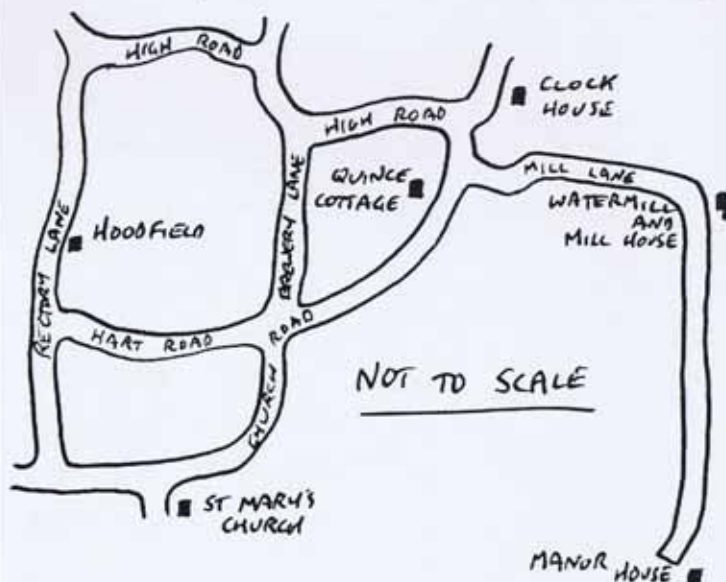 HIGH ROAD
CLOCK
HOUSE
HIGH ROAD
MILL LANE
QUINCE
COTTAGE
WATERMILL
AND
MILL HOUSE
RECTORY LANE
HOODFIELD
BREWERY LANE
HART ROAD
CHURCH ROAD
NOT TO SCALE
ST MARY'S
CHURCH
MANOR HOUSE